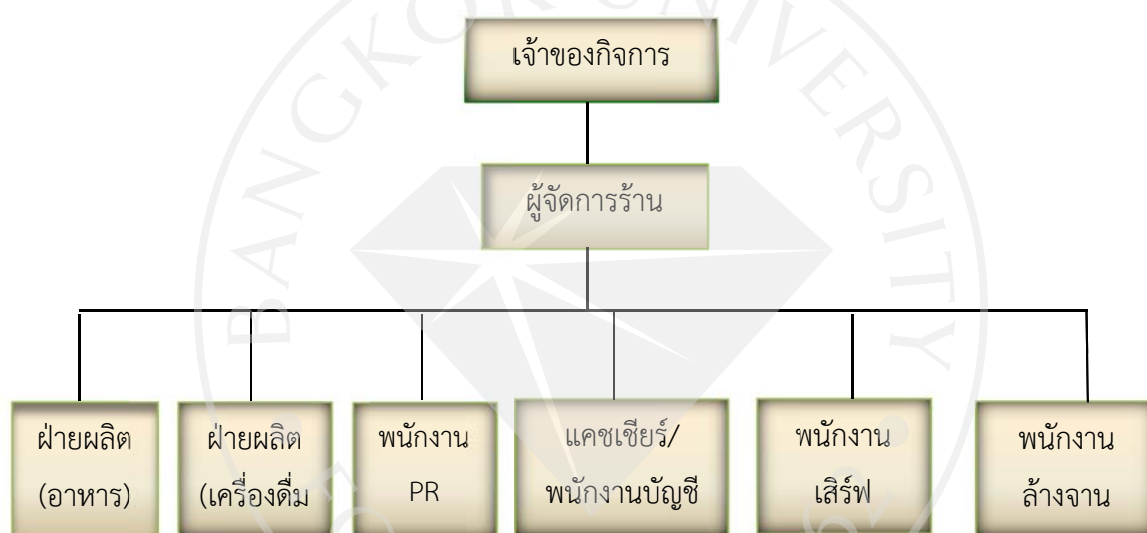 BANGKOK UNIVERSITY
เจ้าของกิจการ
ผู้จัดการร้าน
ฝ่ายผลิต
(อาหาร)
ฝ่ายผลิต
(เครื่องดื่ม
พนักงาน
PR
แคชเชียร์/
พนักงานบัญชี
พนักงาน
เสิร์ฟ
พนักงาน
ล้างจาน